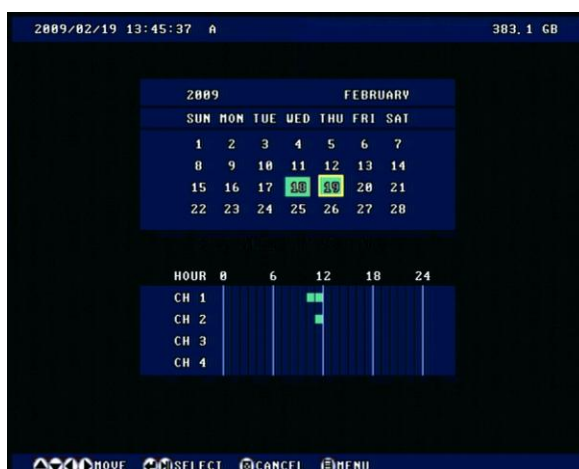 2009/02/19 13:45:37 A 383.1 GB
2009 FEBRUARY
SUN MON TUE WED THU FRI SAT
1 2 3 4 5 6 7
8 9 10 11 12 13 14
15 16 17 18 19 20 21
22 23 24 25 26 27 28
HOUR 0 6 12 18 24
CH 1
CH 2
CH 3
CH 4
MOVE SELECT CANCEL MENU